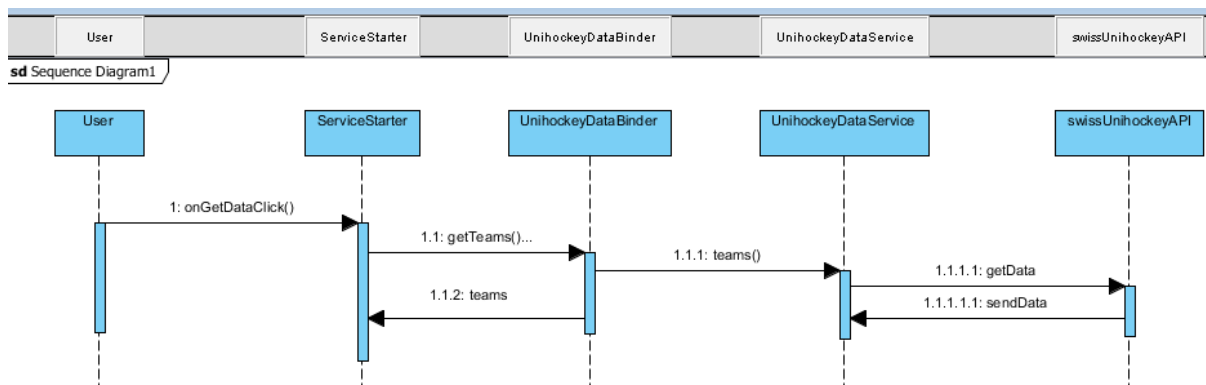 User
ServiceStarter
UnihockeyDataBinder
UnihockeyDataService
swissUnihockeyAPI
sd Sequence Diagram1
User
ServiceStarter
UnihockeyDataBinder
UnihockeyDataService
swissUnihockeyAPI
1: onGetDataClick()
1.1: getTeams()...
1.1.1: teams()
1.1.1.1: getData
1.1.2: teams
1.1.1.1.1: sendData